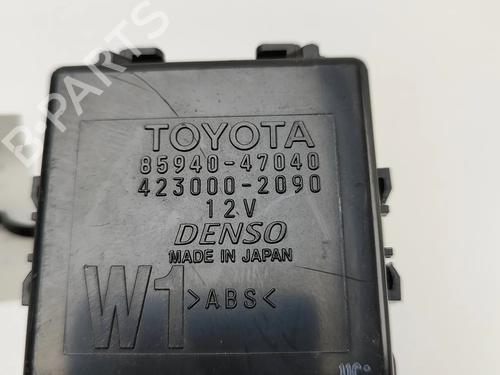 TOYOTA
85940-47040
423000-2090
12V
DENSO
MADE IN JAPAN
W1 >ABS<
B-PARTS